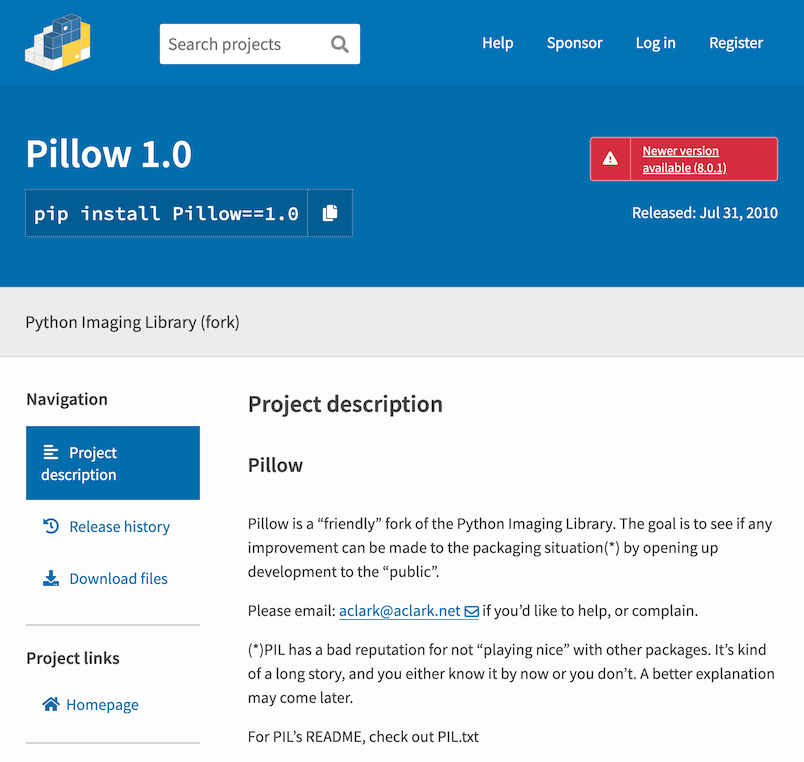 Search projects
Help
Sponsor
Log in
Register
Pillow 1.0
Newer version
available (8.0.1)
pip install Pillow==1.0
Released: Jul 31, 2010
Python Imaging Library (fork)
Navigation
Project
description
Release history
Download files
Project links
Homepage
Project description
Pillow
Pillow is a “friendly” fork of the Python Imaging Library. The goal is to see if any
improvement can be made to the packaging situation(*) by opening up
development to the “public”.
Please email: aclark@aclark.net if you’d like to help, or complain.
(*)PIL has a bad reputation for not “playing nice” with other packages. It’s kind
of a long story, and you either know it by now or you don’t. A better explanation
may come later.
For PIL’s README, check out PIL.txt